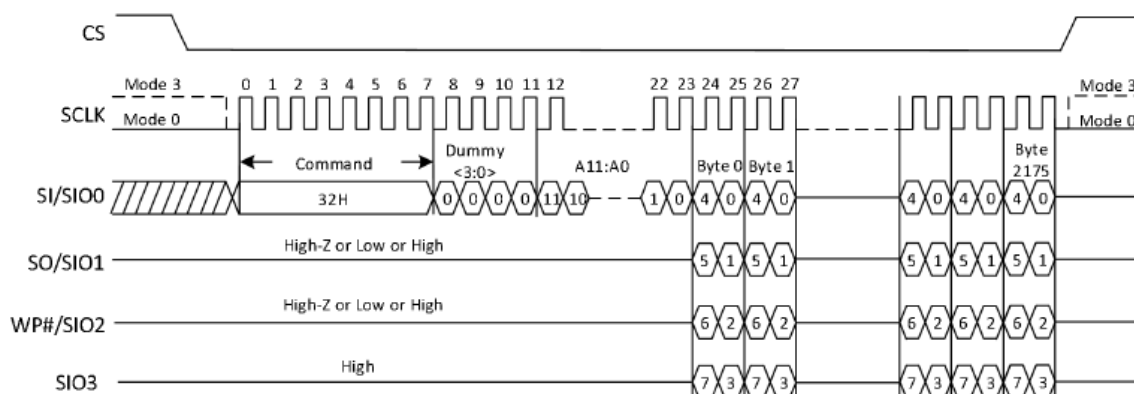 CS
Mode 3 0 1 2 3 4 5 6 7 8 9 10 11 12 22 23 24 25 26 27 Mode 3
SCLK
Mode 0 Mode 0
Command Dummy <3:0> A11:A0 Byte 0 Byte 1 Byte 2175
SI/SIO0 32H 0 0 0 0 11 10 1 0 4 0 4 0 4 0 4 0 4 0
High-Z or Low or High
SO/SIO1 5 1 5 1 5 1 5 1 5 1
High-Z or Low or High
WP#/SIO2 6 2 6 2 6 2 6 2 6 2
High
SIO3 7 3 7 3 7 3 7 3 7 3